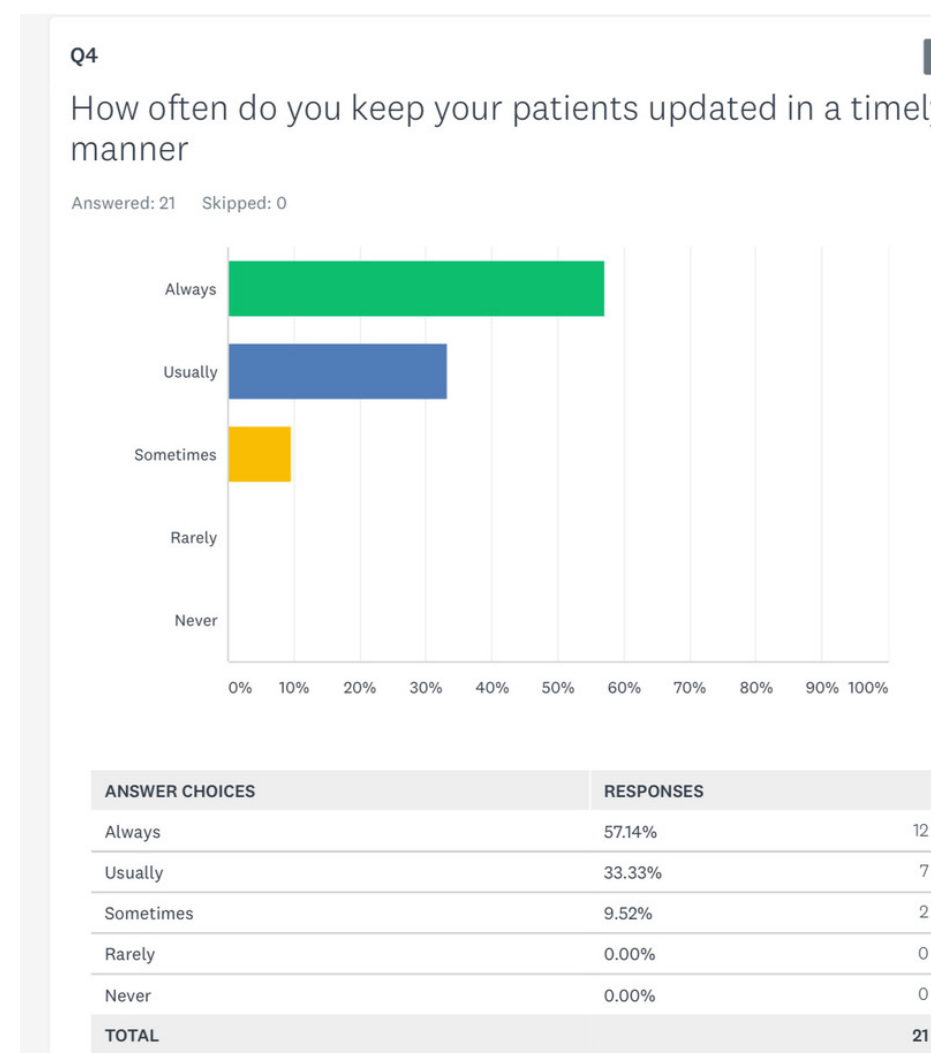 Q4
How often do you keep your patients updated in a timely
manner
Answered: 21 Skipped: 0
Always
Usually
Sometimes
Rarely
Never
0% 10% 20% 30% 40% 50% 60% 70% 80% 90% 100%
ANSWER CHOICES RESPONSES
Always 57.14% 12
Usually 33.33% 7
Sometimes 9.52% 2
Rarely 0.00% 0
Never 0.00% 0
TOTAL 21